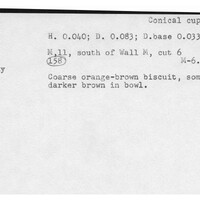 Conical cup
H. 0.040; D. 0.083; D.base 0.033
M.11, south of Wall M, cut 6
158 M-6.
y
Coarse orange-brown biscuit, som
darker brown in bowl.